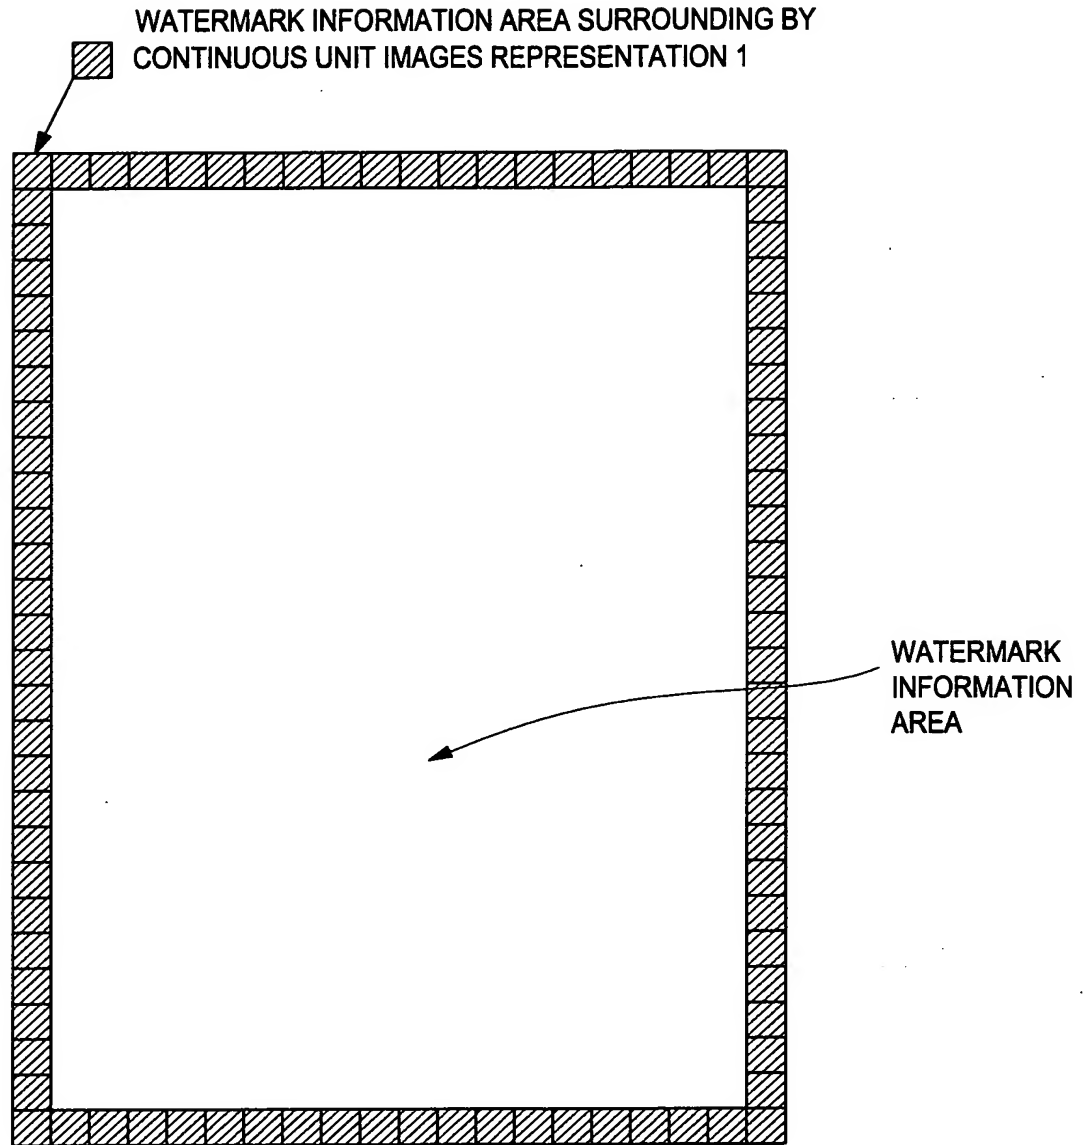 WATERMARK INFORMATION AREA SURROUNDING BY
CONTINUOUS UNIT IMAGES REPRESENTATION 1
WATERMARK
INFORMATION
AREA